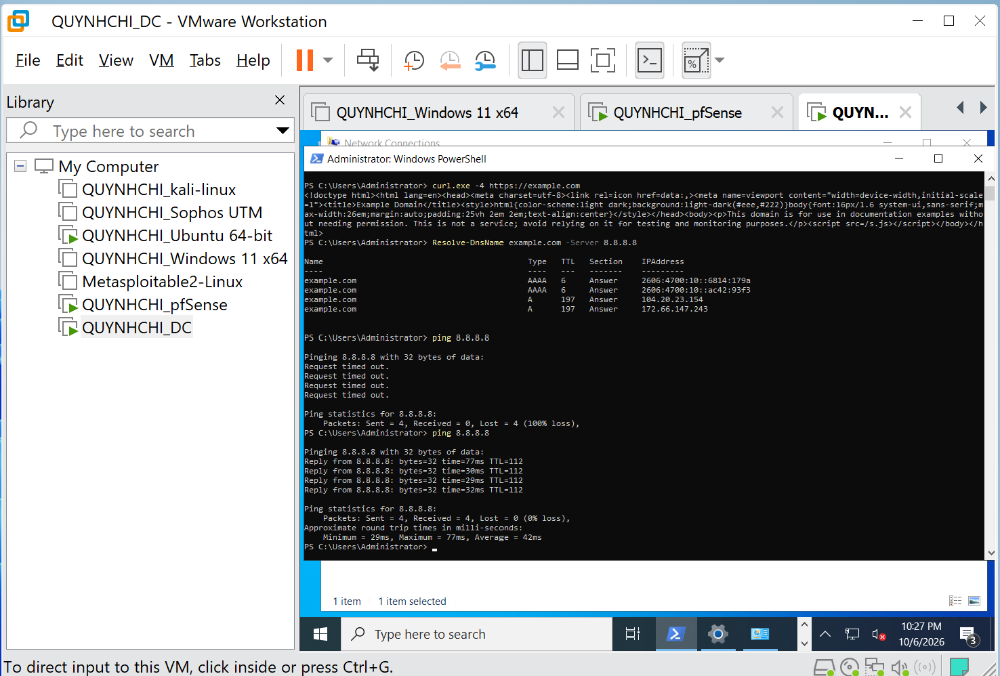 QUYNHCHI_DC - VMware Workstation
File Edit View VM Tabs Help
Library
Type here to search
My Computer
QUYNHCHI_kali-linux
QUYNHCHI_Sophos UTM
QUYNHCHI_Ubuntu 64-bit
QUYNHCHI_Windows 11 x64
Metasploitable2-Linux
QUYNHCHI_pfSense
QUYNHCHI_DC
QUYNHCHI_Windows 11 x64 QUYNHCHI_pfSense QUYN...
Network Connections
Administrator: Windows PowerShell
PS C:\Users\Administrator> curl.exe -4 https://example.com
<!doctype html><html lang=en><head><meta charset=utf-8><link rel=icon href=data:,><meta name=viewport content="width=device-width,initial-scale
=1"><title>Example Domain</title><style>html{color-scheme:light dark;background:light-dark(#eee,#222)}body{font:16px/1.6 system-ui,sans-serif;m
ax-width:26em;margin:auto;padding:25vh 2em 2em;text-align:center}</style></head><body><p>This domain is for use in documentation examples witho
ut needing permission. This is not a service; avoid relying on it for testing and monitoring purposes.</p><script src=/s.js></script></body></h
tml>
PS C:\Users\Administrator> Resolve-DnsName example.com -Server 8.8.8.8
Name Type TTL Section IPAddress
---- ---- --- ------- ---------
example.com AAAA 6 Answer 2606:4700:10::6814:179a
example.com AAAA 6 Answer 2606:4700:10::ac42:93f3
example.com A 197 Answer 104.20.23.154
example.com A 197 Answer 172.66.147.243
PS C:\Users\Administrator> ping 8.8.8.8
Pinging 8.8.8.8 with 32 bytes of data:
Request timed out.
Request timed out.
Request timed out.
Request timed out.
Ping statistics for 8.8.8.8:
Packets: Sent = 4, Received = 0, Lost = 4 (100% loss),
PS C:\Users\Administrator> ping 8.8.8.8
Pinging 8.8.8.8 with 32 bytes of data:
Reply from 8.8.8.8: bytes=32 time=77ms TTL=112
Reply from 8.8.8.8: bytes=32 time=30ms TTL=112
Reply from 8.8.8.8: bytes=32 time=29ms TTL=112
Reply from 8.8.8.8: bytes=32 time=32ms TTL=112
Ping statistics for 8.8.8.8:
Packets: Sent = 4, Received = 4, Lost = 0 (0% loss),
Approximate round trip times in milli-seconds:
Minimum = 29ms, Maximum = 77ms, Average = 42ms
PS C:\Users\Administrator>
1 item 1 item selected
Type here to search
10:27 PM
10/6/2026
3
To direct input to this VM, click inside or press Ctrl+G.